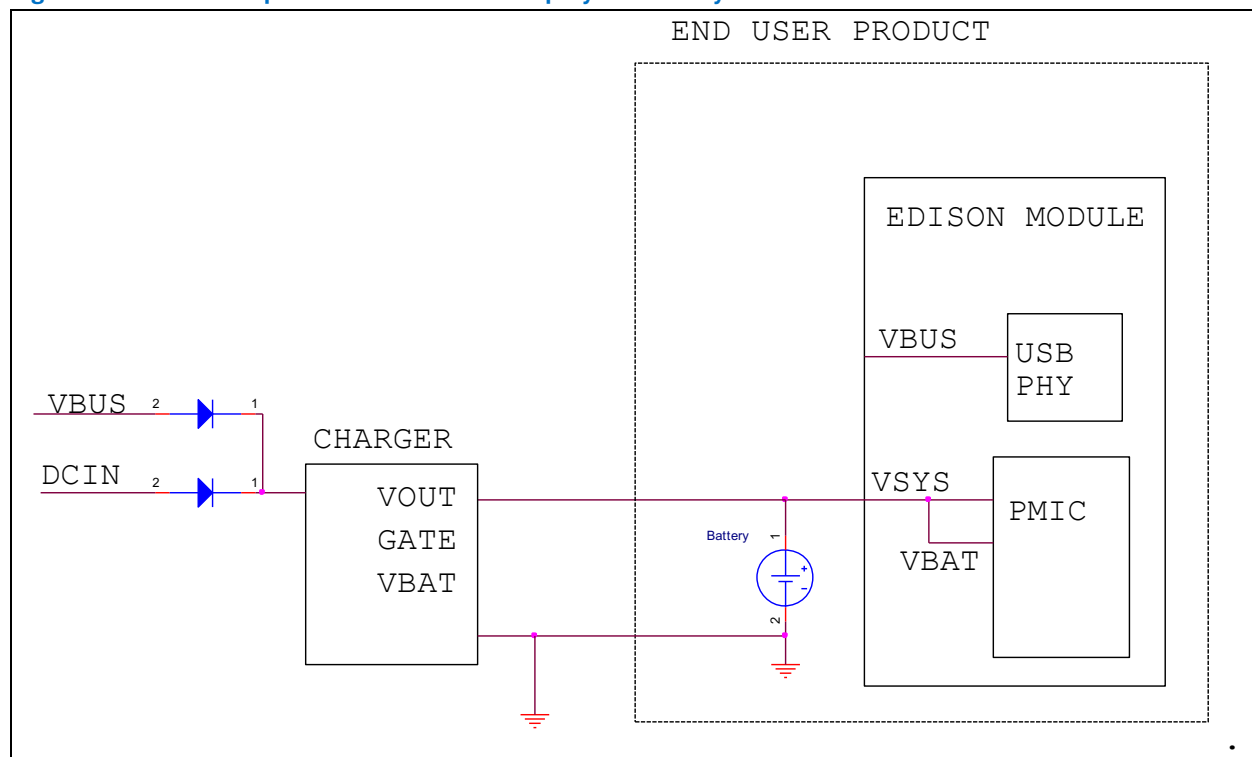 END USER PRODUCT
EDISON MODULE
VBUS
USB
PHY
VBUS 2 1
CHARGER
DCIN 2 1
VOUT
GATE
VBAT
VSYS
PMIC
VBAT
Battery
1
+
-
2
.